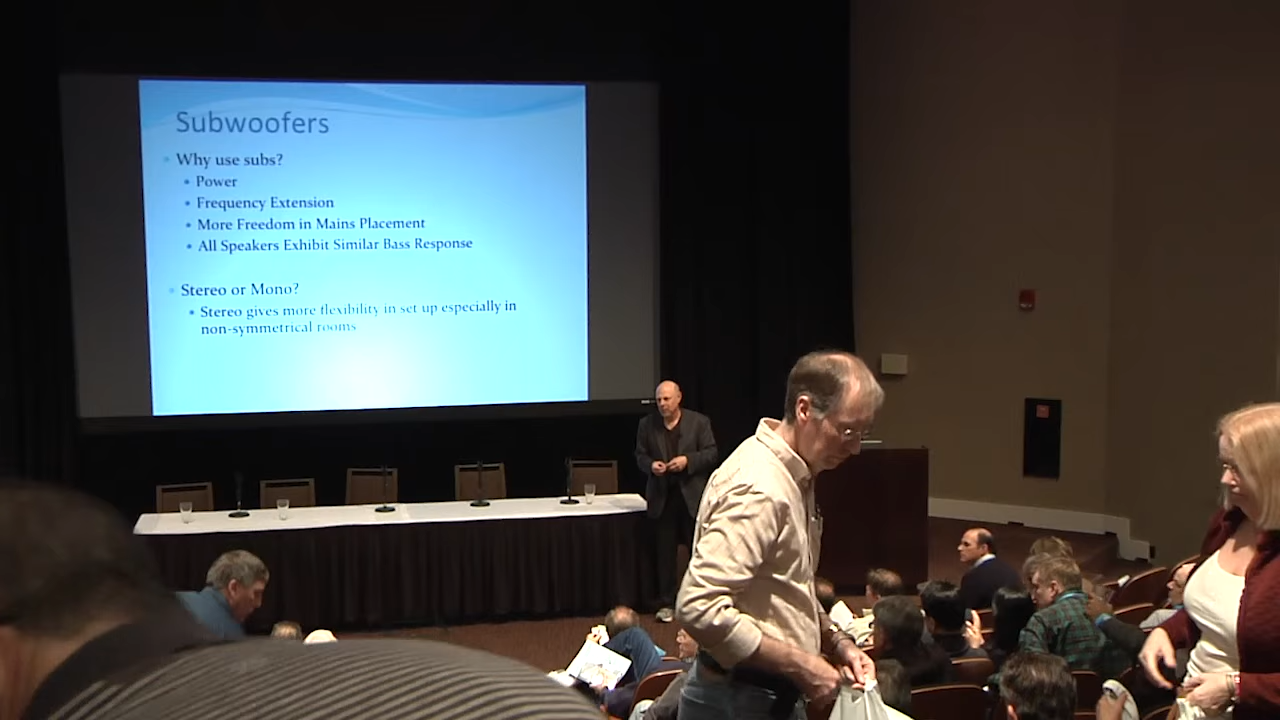 Subwoofers
Why use subs?
Power
Frequency Extension
More Freedom in Mains Placement
All Speakers Exhibit Similar Bass Response
Stereo or Mono?
Stereo gives more flexibility in set up especially in
non-symmetrical rooms